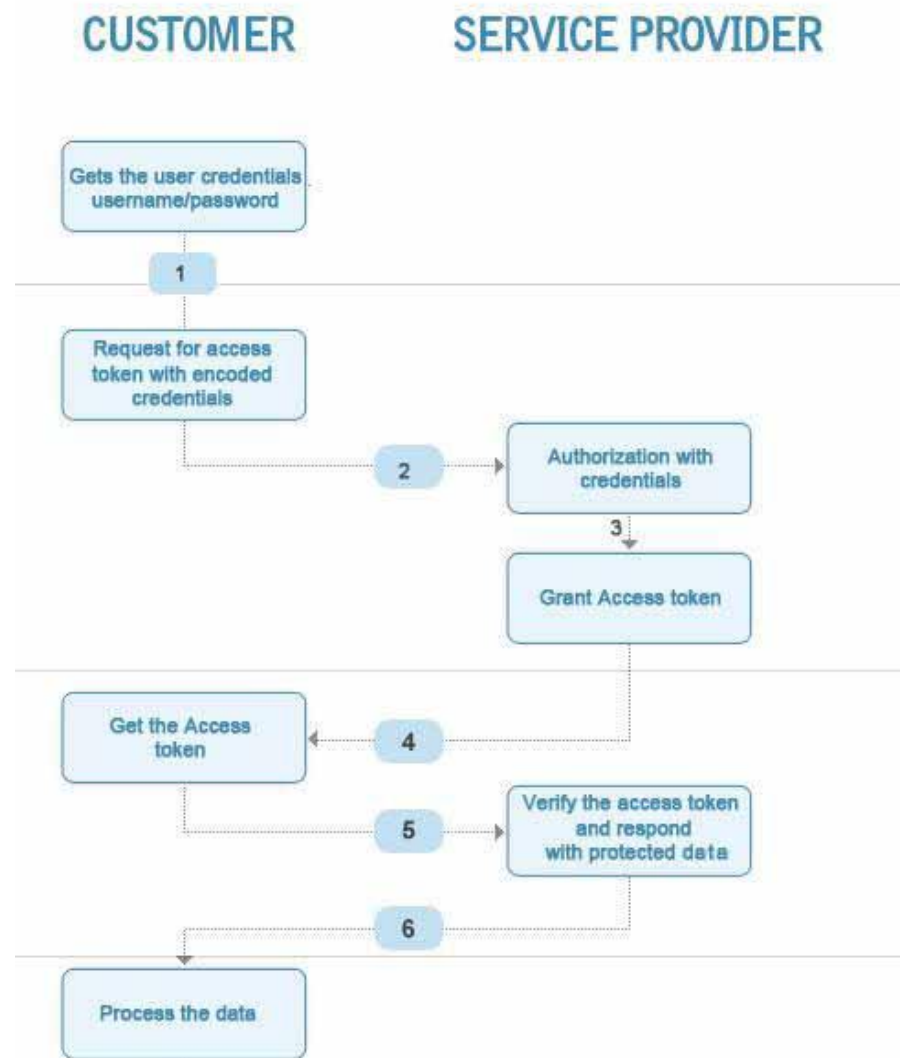 CUSTOMER
SERVICE PROVIDER
Gets the user credentials
username/password
1
Request for access
token with encoded
credentials
2
Authorization with
credentials
3
Grant Access token
Get the Access
token
4
5
Verify the access token
and respond
with protected data
6
Process the data